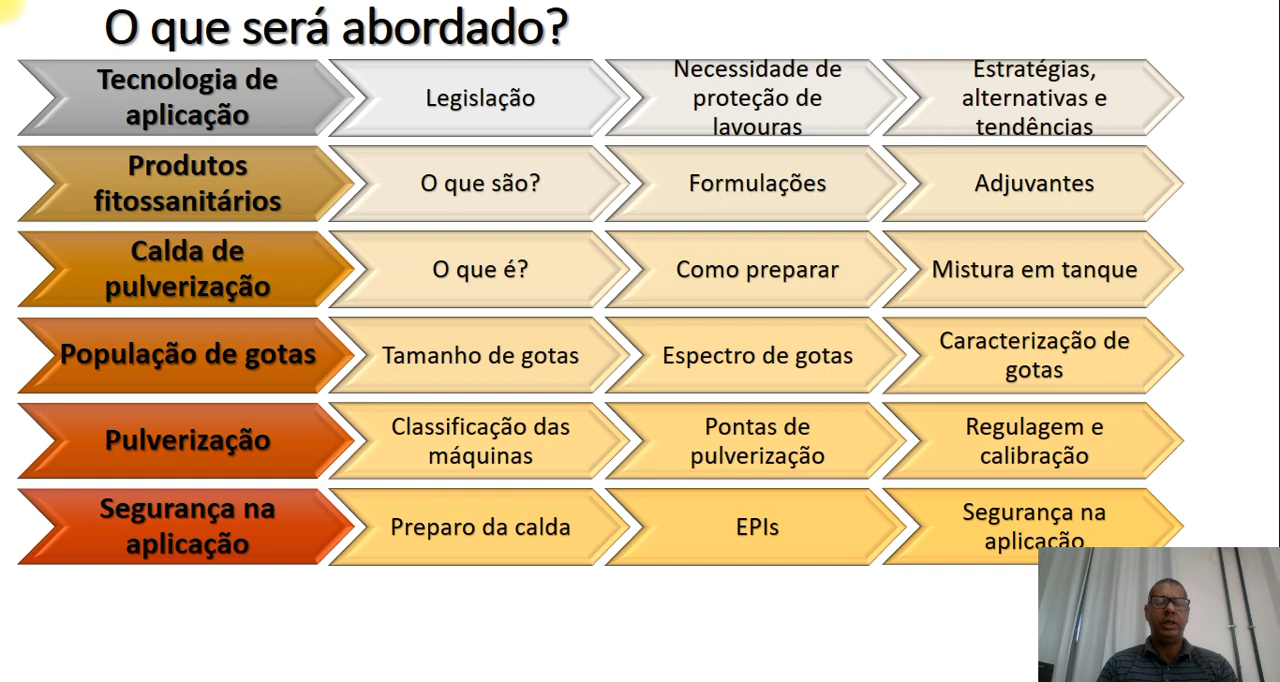 O que será abordado?
Tecnologia de
aplicação
Legislação
Necessidade de
proteção de
lavouras
Estratégias,
alternativas e
tendências
Produtos
fitossanitários
O que são?
Formulações
Adjuvantes
Calda de
pulverização
O que é?
Como preparar
Mistura em tanque
População de gotas
Tamanho de gotas
Espectro de gotas
Caracterização de
gotas
Pulverização
Classificação das
máquinas
Pontas de
pulverização
Regulagem e
calibração
Segurança na
aplicação
Preparo da calda
EPIs
Segurança na
aplicação